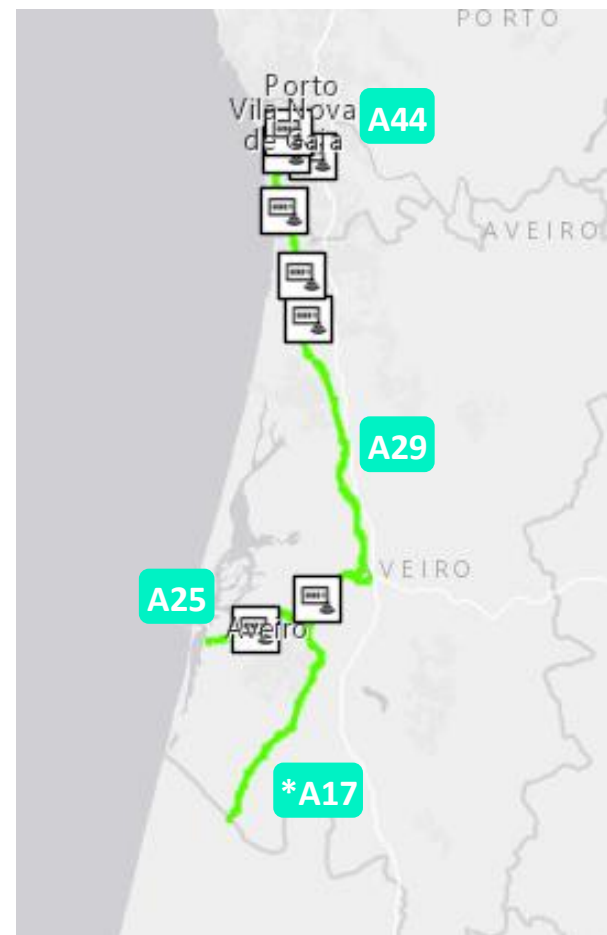 PORTO
Porto
Vila Nova
de Gaia
A44
AVEIRO
A29
VEIRO
A25
Aveiro
*A17